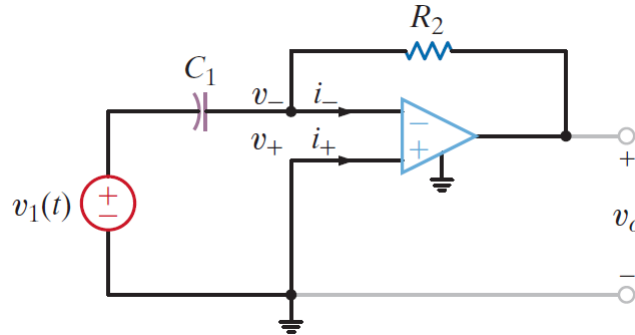 R₂
C₁
v₋ i₋
−
v₊ i₊
+
+
+
−
v₁(t)
−